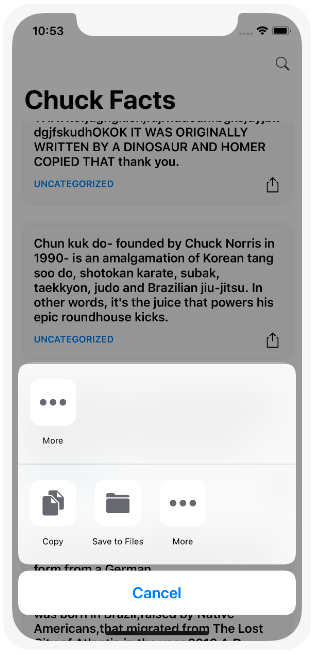 10:53
Chuck Facts
dgjfskudhOKOK IT WAS ORIGINALLY
WRITTEN BY A DINOSAUR AND HOMER
COPIED THAT thank you.
UNCATEGORIZED
Chun kuk do- founded by Chuck Norris in
1990- is an amalgamation of Korean tang
soo do, shotokan karate, subak,
taekkyon, judo and Brazilian jiu-jitsu. In
other words, it's the juice that powers his
epic roundhouse kicks.
UNCATEGORIZED
More
Copy
Save to Files
More
form from a German
Cancel
was born in Brazil,raised by Native
Americans,that migrated from The Lost